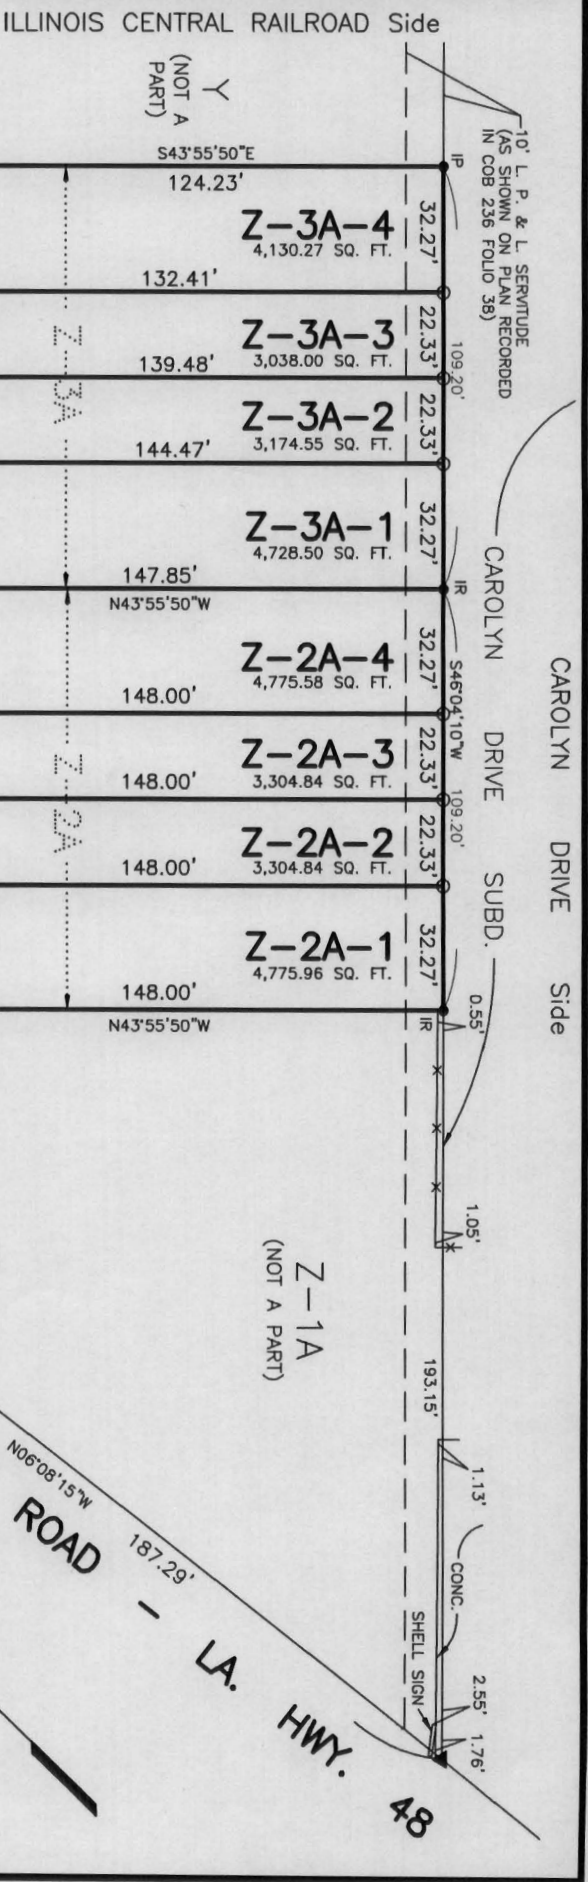 ILLINOIS CENTRAL RAILROAD Side
Y
(NOT A
PART)
10' L. P. & L. SERVITUDE
(AS SHOWN ON PLAN RECORDED
IN COB 236 FOLIO 38)
S43°55'50"E
124.23'
IP
Z-3A-4
4,130.27 SQ. FT.
32.27'
132.41'
Z-3A-3
3,038.00 SQ. FT.
22.33'
109.20'
139.48'
Z-3A
Z-3A-2
3,174.55 SQ. FT.
22.33'
144.47'
Z-3A-1
4,728.50 SQ. FT.
32.27'
147.85'
N43°55'50"W
IR
CAROLYN DRIVE SUBD.
CAROLYN DRIVE Side
Z-2A-4
4,775.58 SQ. FT.
32.27'
S46°04'10"W
148.00'
Z-2A-3
3,304.84 SQ. FT.
22.33'
109.20'
148.00'
Z-2A
Z-2A-2
3,304.84 SQ. FT.
22.33'
148.00'
Z-2A-1
4,775.96 SQ. FT.
32.27'
148.00'
N43°55'50"W
IR
0.55'
1.05'
Z-1A
(NOT A PART)
193.15'
1.13'
CONC.
SHELL SIGN
2.55'
1.76'
N06°08'15"W
187.29'
ROAD - LA. HWY. 48